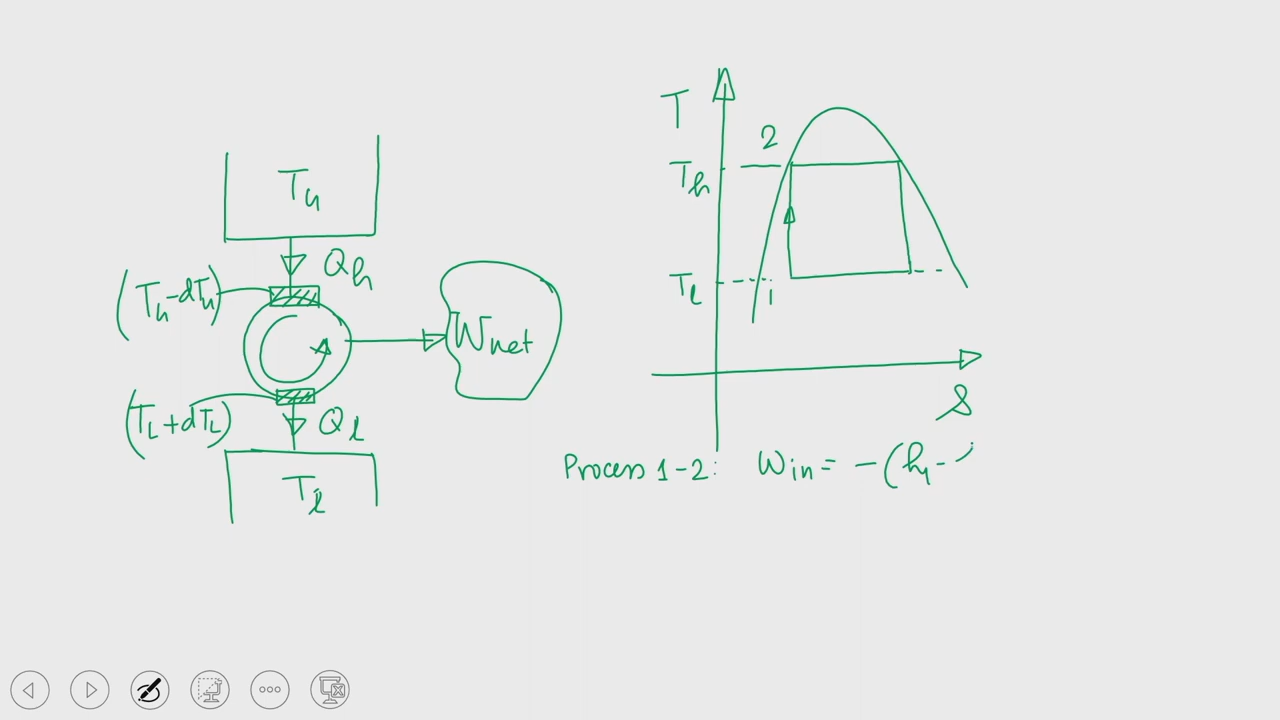 T_h
Q_h
(T_h-dT_h)
W_net
(T_L+dT_L)
Q_l
T_l
T
2
T_h
T_l
1
s
Process 1-2: W_in = -(h_1-